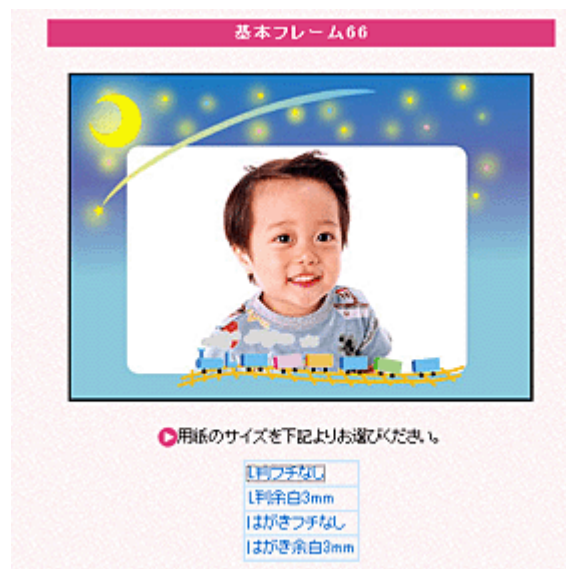 基本フレーム66
用紙のサイズを下記よりお選びください。
L判フチなし
L判余白3mm
はがきフチなし
はがき余白3mm